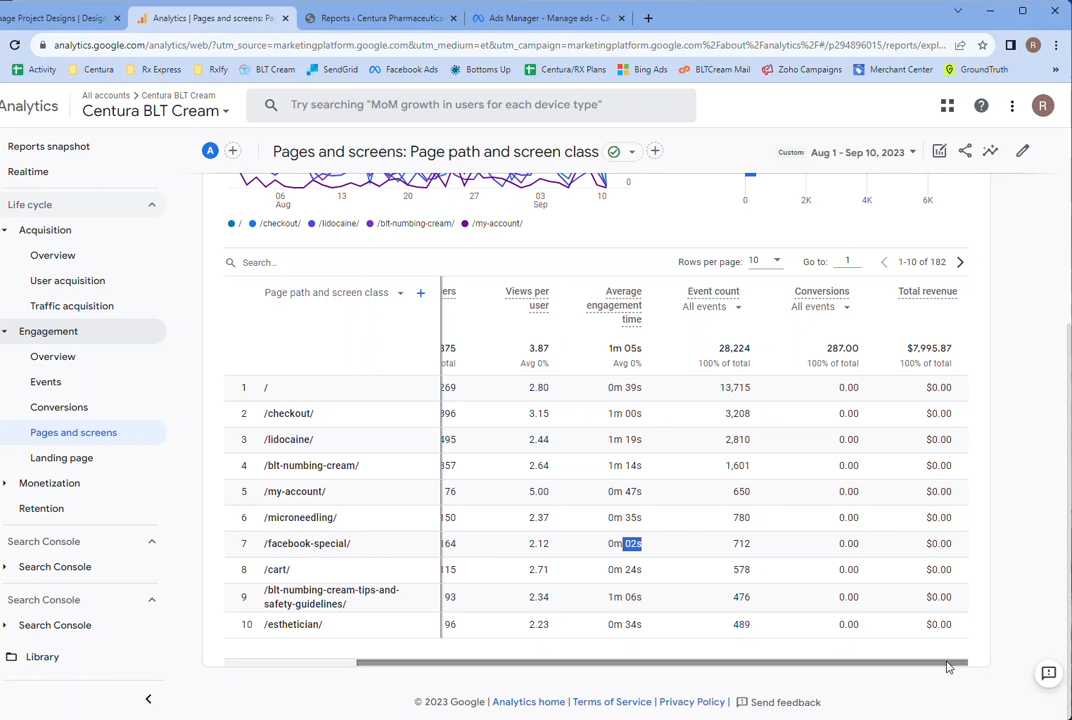 nage Project Designs | Design
Analytics | Pages and screens: Pa
Reports ‹ Centura Pharmaceutica
Ads Manager - Manage ads - Ca
analytics.google.com/analytics/web/?utm_source=marketingplatform.google.com&utm_medium=et&utm_campaign=marketingplatform.google.com%2Fabout%2Fanalytics%2F#/p294896015/reports/expl...
R
Activity
Centura
Rx Express
Rxlfy
BLT Cream
SendGrid
Facebook Ads
Bottoms Up
Centura/RX Plans
Bing Ads
BLTCream Mail
Zoho Campaigns
Merchant Center
GroundTruth
»
Analytics
All accounts > Centura BLT Cream
Centura BLT Cream
Try searching "MoM growth in users for each device type"
R
Reports snapshot
Realtime
Life cycle
Acquisition
Overview
User acquisition
Traffic acquisition
Engagement
Overview
Events
Conversions
Pages and screens
Landing page
Monetization
Retention
Search Console
Search Console
Search Console
Search Console
Library
A
Pages and screens: Page path and screen class
Custom Aug 1 - Sep 10, 2023
06 13 20 27 03 10
Aug Sep
0
0 2K 4K 6K
/ /checkout/ /lidocaine/ /blt-numbing-cream/ /my-account/
Search...
Rows per page: 10 Go to: 1 1-10 of 182
Page path and screen class
ers
Views per user
Average engagement time
Event count
All events
Conversions
All events
Total revenue
375 3.87 1m 05s 28,224 287.00 $7,995.87
otal Avg 0% Avg 0% 100% of total 100% of total 100% of total
1 / 269 2.80 0m 39s 13,715 0.00 $0.00
2 /checkout/ 396 3.15 1m 00s 3,208 0.00 $0.00
3 /lidocaine/ 495 2.44 1m 19s 2,810 0.00 $0.00
4 /blt-numbing-cream/ 357 2.64 1m 14s 1,601 0.00 $0.00
5 /my-account/ 76 5.00 0m 47s 650 0.00 $0.00
6 /microneedling/ 150 2.37 0m 35s 780 0.00 $0.00
7 /facebook-special/ 164 2.12 0m 02s 712 0.00 $0.00
8 /cart/ 115 2.71 0m 24s 578 0.00 $0.00
9 /blt-numbing-cream-tips-and-safety-guidelines/ 93 2.34 1m 06s 476 0.00 $0.00
10 /esthetician/ 96 2.23 0m 34s 489 0.00 $0.00
© 2023 Google | Analytics home | Terms of Service | Privacy Policy | Send feedback